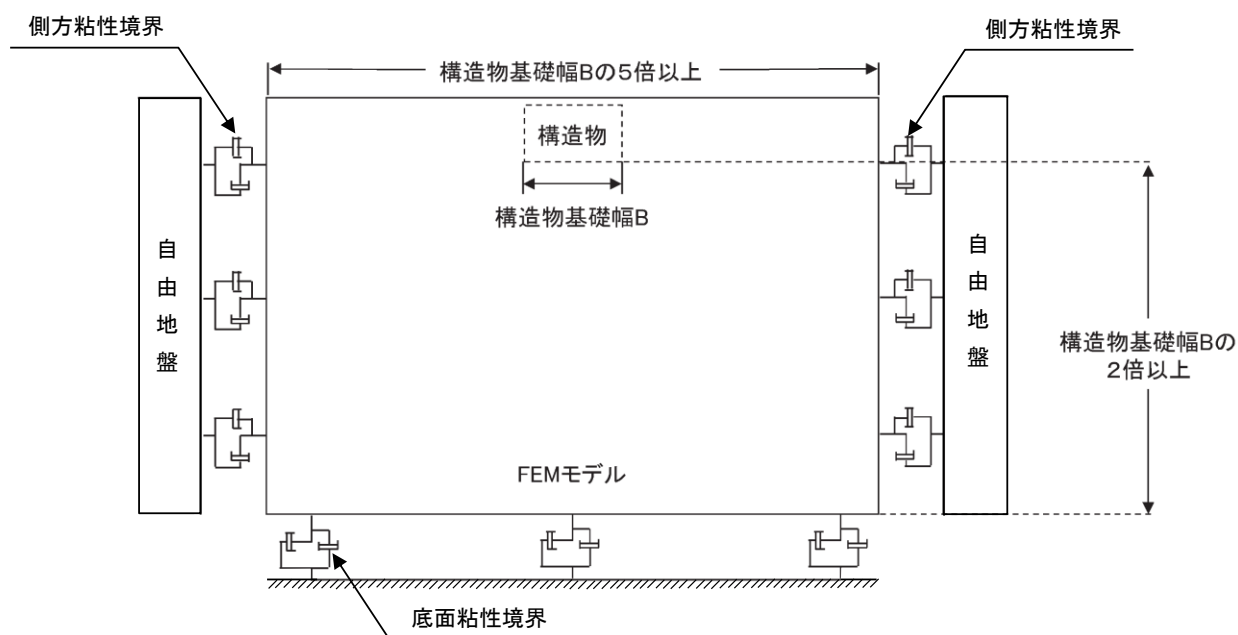 側方粘性境界
側方粘性境界
構造物基礎幅Bの5倍以上
構造物
構造物基礎幅B
自由地盤
自由地盤
構造物基礎幅Bの
2倍以上
FEMモデル
底面粘性境界